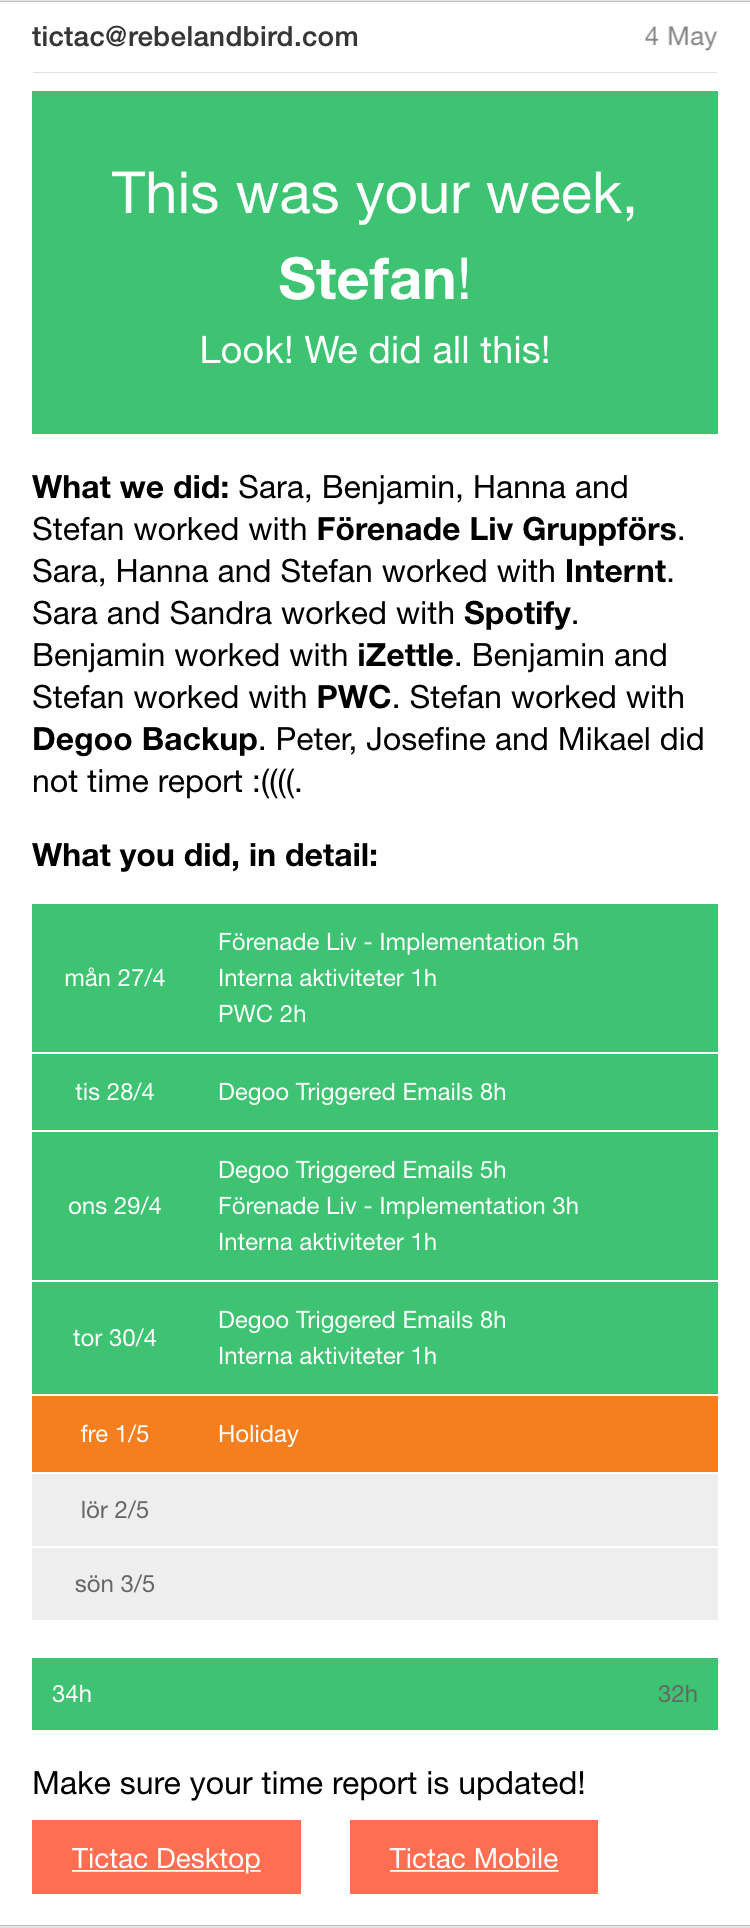 tictac@rebelandbird.com 4 May
This was your week,
Stefan!
Look! We did all this!
What we did: Sara, Benjamin, Hanna and
Stefan worked with Förenade Liv Gruppförs.
Sara, Hanna and Stefan worked with Internt.
Sara and Sandra worked with Spotify.
Benjamin worked with iZettle. Benjamin and
Stefan worked with PWC. Stefan worked with
Degoo Backup. Peter, Josefine and Mikael did
not time report :((((.
What you did, in detail:
mån 27/4
Förenade Liv - Implementation 5h
Interna aktiviteter 1h
PWC 2h
tis 28/4 Degoo Triggered Emails 8h
ons 29/4
Degoo Triggered Emails 5h
Förenade Liv - Implementation 3h
Interna aktiviteter 1h
tor 30/4
Degoo Triggered Emails 8h
Interna aktiviteter 1h
fre 1/5 Holiday
lör 2/5
sön 3/5
34h 32h
Make sure your time report is updated!
Tictac Desktop Tictac Mobile